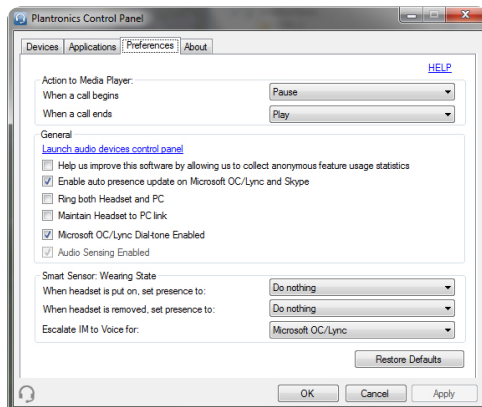 Plantronics Control Panel
Devices Applications Preferences About
HELP
Action to Media Player:
When a call begins Pause
When a call ends Play
General
Launch audio devices control panel
Help us improve this software by allowing us to collect anonymous feature usage statistics
Enable auto presence update on Microsoft OC/Lync and Skype
Ring both Headset and PC
Maintain Headset to PC link
Microsoft OC/Lync Dial-tone Enabled
Audio Sensing Enabled
Smart Sensor: Wearing State
When headset is put on, set presence to: Do nothing
When headset is removed, set presence to: Do nothing
Escalate IM to Voice for: Microsoft OC/Lync
Restore Defaults
OK Cancel Apply